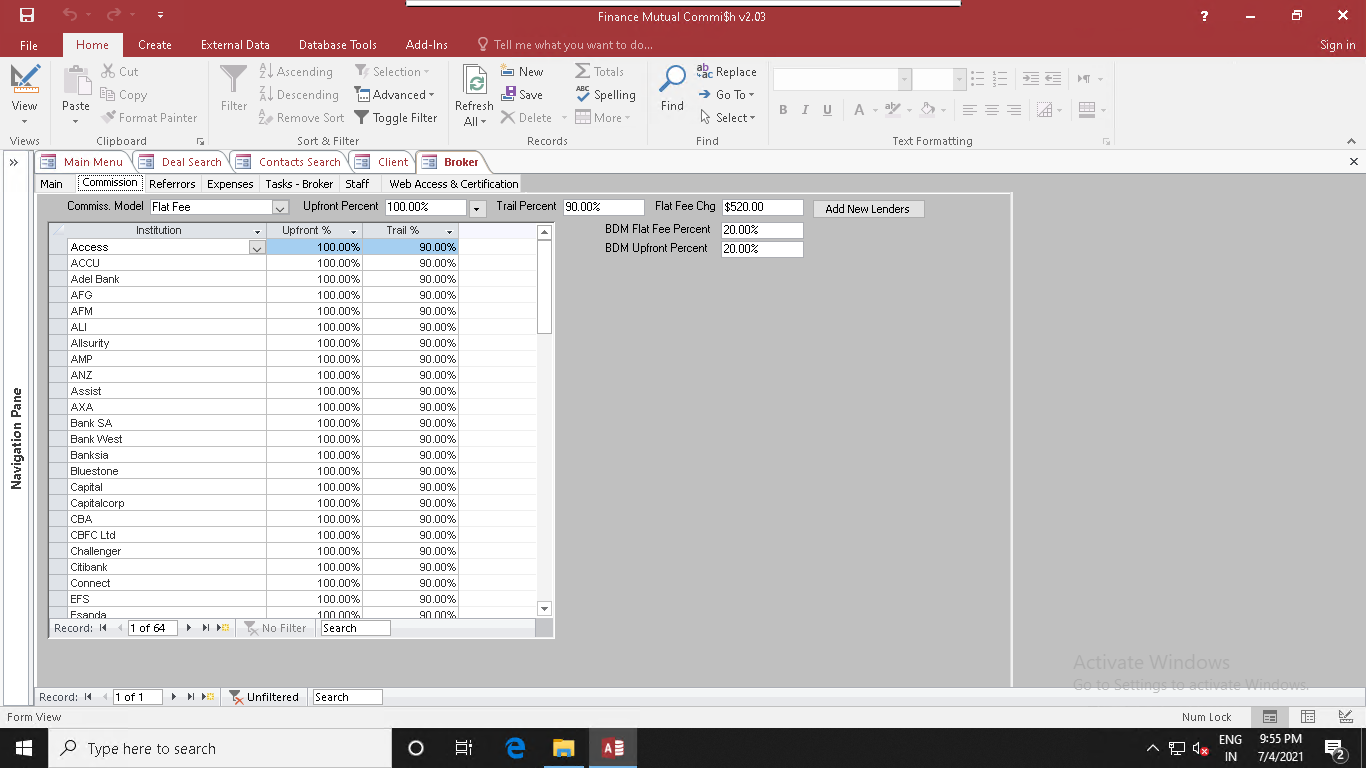 Finance Mutual Commi$h v2.03
?
File Home Create External Data Database Tools Add-Ins Tell me what you want to do... Sign in
View
Paste
Cut
Copy
Format Painter
Filter
Ascending
Descending
Remove Sort
Selection
Advanced
Toggle Filter
Refresh All
New
Save
Delete
Totals
Spelling
More
Find
Replace
Go To
Select
B I U A
Views Clipboard Sort & Filter Records Find Text Formatting
Main Menu Deal Search Contacts Search Client Broker
Main Commission Referrors Expenses Tasks - Broker Staff Web Access & Certification
Commiss. Model Flat Fee Upfront Percent 100.00% Trail Percent 90.00% Flat Fee Chg $520.00 Add New Lenders
BDM Flat Fee Percent 20.00%
BDM Upfront Percent 20.00%
Institution Upfront % Trail %
Access 100.00% 90.00%
ACCU 100.00% 90.00%
Adel Bank 100.00% 90.00%
AFG 100.00% 90.00%
AFM 100.00% 90.00%
ALI 100.00% 90.00%
Allsurity 100.00% 90.00%
AMP 100.00% 90.00%
ANZ 100.00% 90.00%
Assist 100.00% 90.00%
AXA 100.00% 90.00%
Bank SA 100.00% 90.00%
Bank West 100.00% 90.00%
Banksia 100.00% 90.00%
Bluestone 100.00% 90.00%
Capital 100.00% 90.00%
Capitalcorp 100.00% 90.00%
CBA 100.00% 90.00%
CBFC Ltd 100.00% 90.00%
Challenger 100.00% 90.00%
Citibank 100.00% 90.00%
Connect 100.00% 90.00%
EFS 100.00% 90.00%
Esanda 100.00% 90.00%
Record: 1 of 64 No Filter Search
Navigation Pane
Activate Windows
Go to Settings to activate Windows.
Record: 1 of 1 Unfiltered Search
Form View Num Lock
Type here to search
ENG
IN
9:55 PM
7/4/2021
2